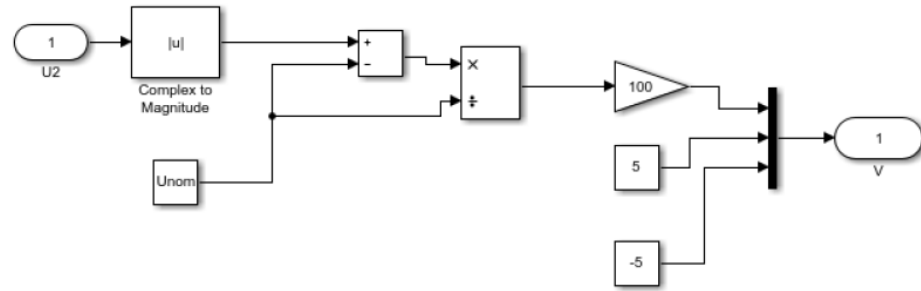 1
U2
|u|
Complex to
Magnitude
+
−
×
÷
Unom
100
5
-5
1
V